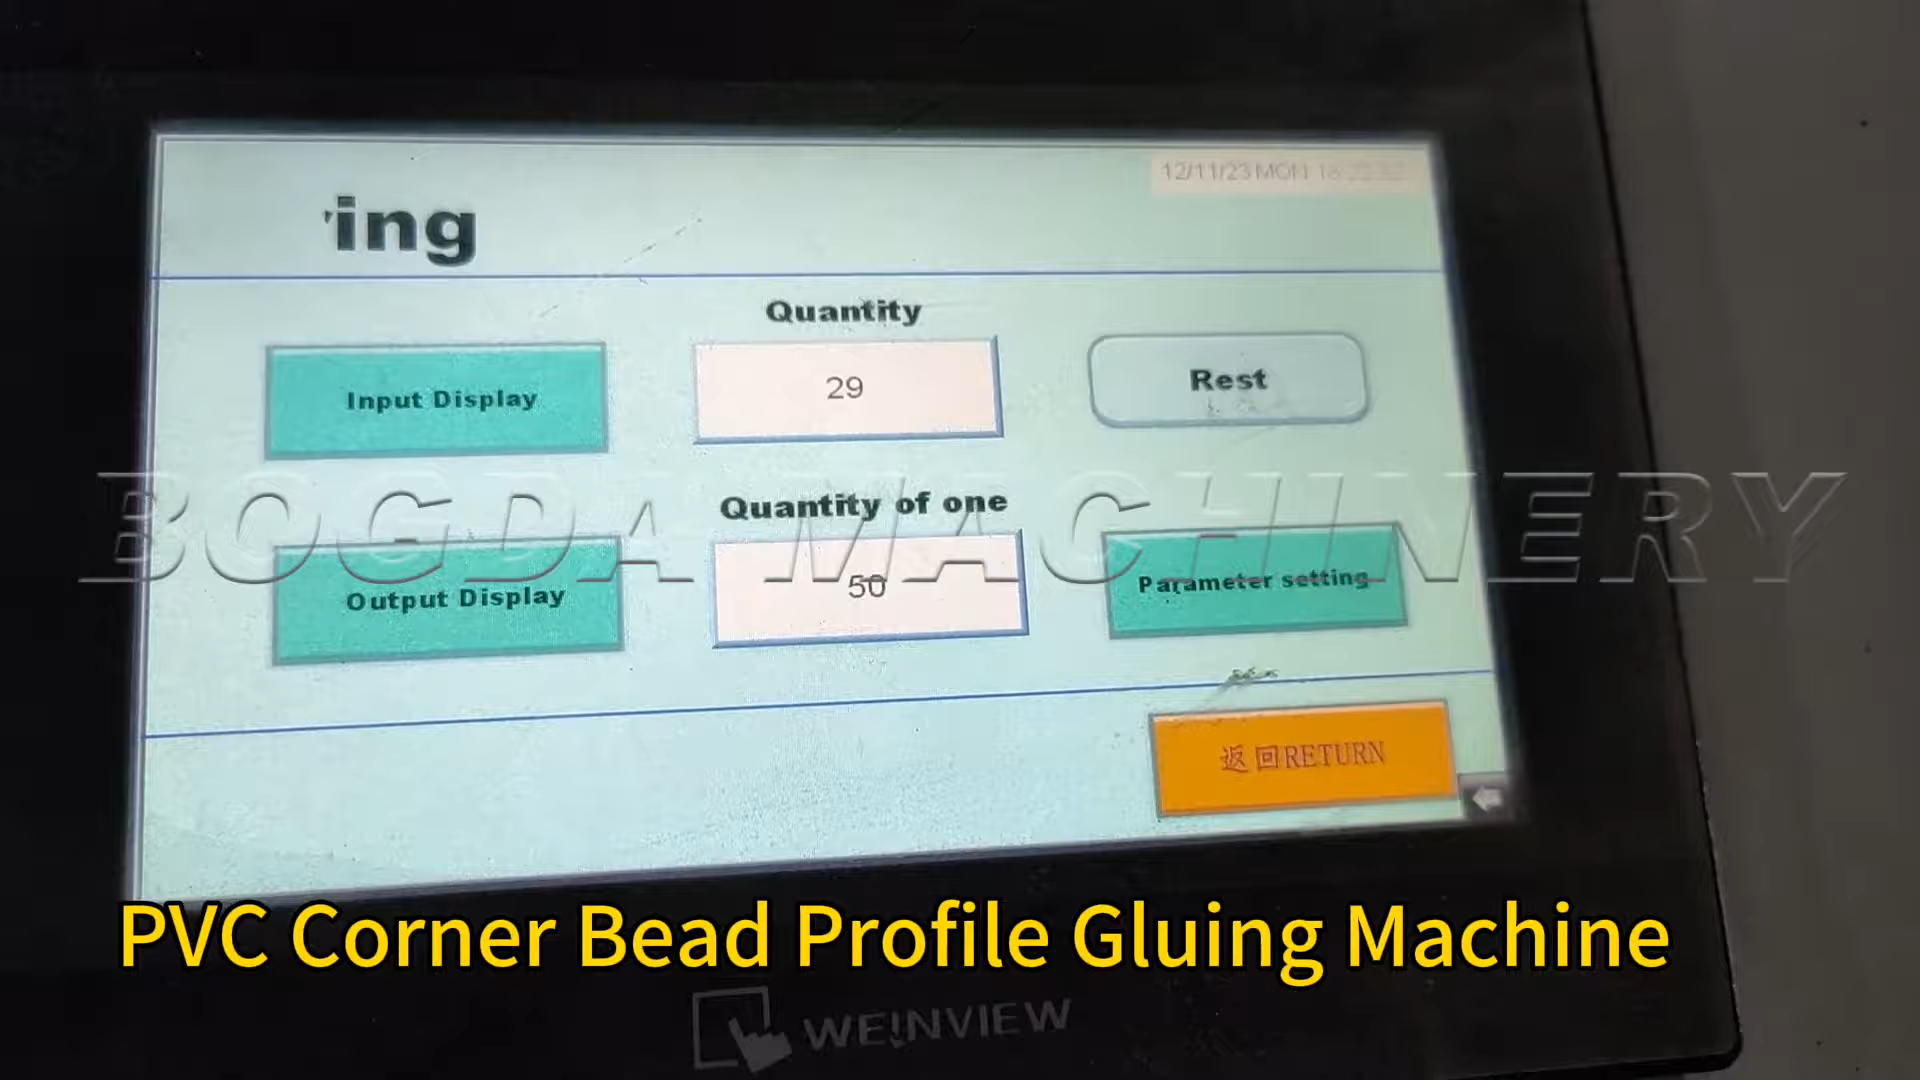 ing
12/11/23 MON
Quantity
Input Display
29
Rest
Quantity of one
Output Display
50
Parameter setting
BOGDA MACHINERY
返回RETURN
PVC Corner Bead Profile Gluing Machine
WEINVIEW